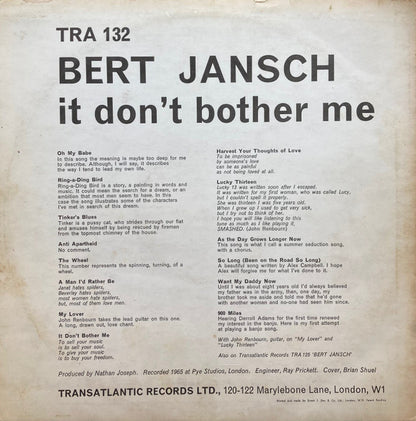 TRA 132
BERT JANSCH
it don't bother me
Oh My Babe
In this song the meaning is maybe too deep for me
to describe, Although, I will say, it describes
the way I tend to lead my own life.
Ring-a-Ding Bird
Ring-a-Ding Bird is a story, a painting in words and
music. It could mean the search for a dream, or an
ambition that most men seem to have. In this
case the song illustrates some of the characters
I've met in search of this dream.
Tinker's Blues
Tinker is a pussy cat, who strides through our flat
and amuses himself by being rescued by firemen
from the topmost chimney of the house.
Anti Apartheid
No comment.
The Wheel
This number represents the spinning, turning, of a
wheel.
A Man I'd Rather Be
Janet hates spiders,
Beverley hates spiders,
most women hate spiders,
but, most of them love men.
My Lover
John Renbourn takes the lead guitar on this one.
A long, drawn out, love chant.
It Don't Bother Me
To sell your music
is to sell your soul.
To give your music
is to buy your freedom.
Harvest Your Thoughts of Love
To be imprisoned
by someone's love
can be as painful
as not being loved at all.
Lucky Thirteen
Lucky 13 was written soon after I escaped.
It was written for my first woman, who was called Lucy,
but I couldn't spell it properly.
She was thirteen and I was five years old.
When I grew up I used to get very sick,
but I try not to think of her.
I hope you will like listening to this
tune as much as I like playing it,
SMASHED. (John Renbourn)
As the Day Grows Longer Now
This song is what I call a summer seduction song,
with a chorus.
So Long (Been on the Road So Long)
A beautiful song written by Alex Campbell. I hope
Alex will forgive me for what I've done to it.
Want My Daddy Now
Until I was about eight years old I'd always believed
my father was in the army, then, one day, my
brother took me aside and told me that he'd gone
with another woman and no-one had seen him since.
900 Miles
Hearing Derroll Adams for the first time renewed
my interest in the banjo. Here is my first attempt
at playing a banjo song.
With John Renbourn, guitar, on "My Lover" and
"Lucky Thirteen"
Also on Transatlantic Records TRA 125 'BERT JANSCH'
Produced by Nathan Joseph. Recorded 1965 at Pye Studios, London. Engineer, Ray Prickett. Cover, Brian Shuel
TRANSATLANTIC RECORDS LTD., 120-122 Marylebone Lane, London, W1